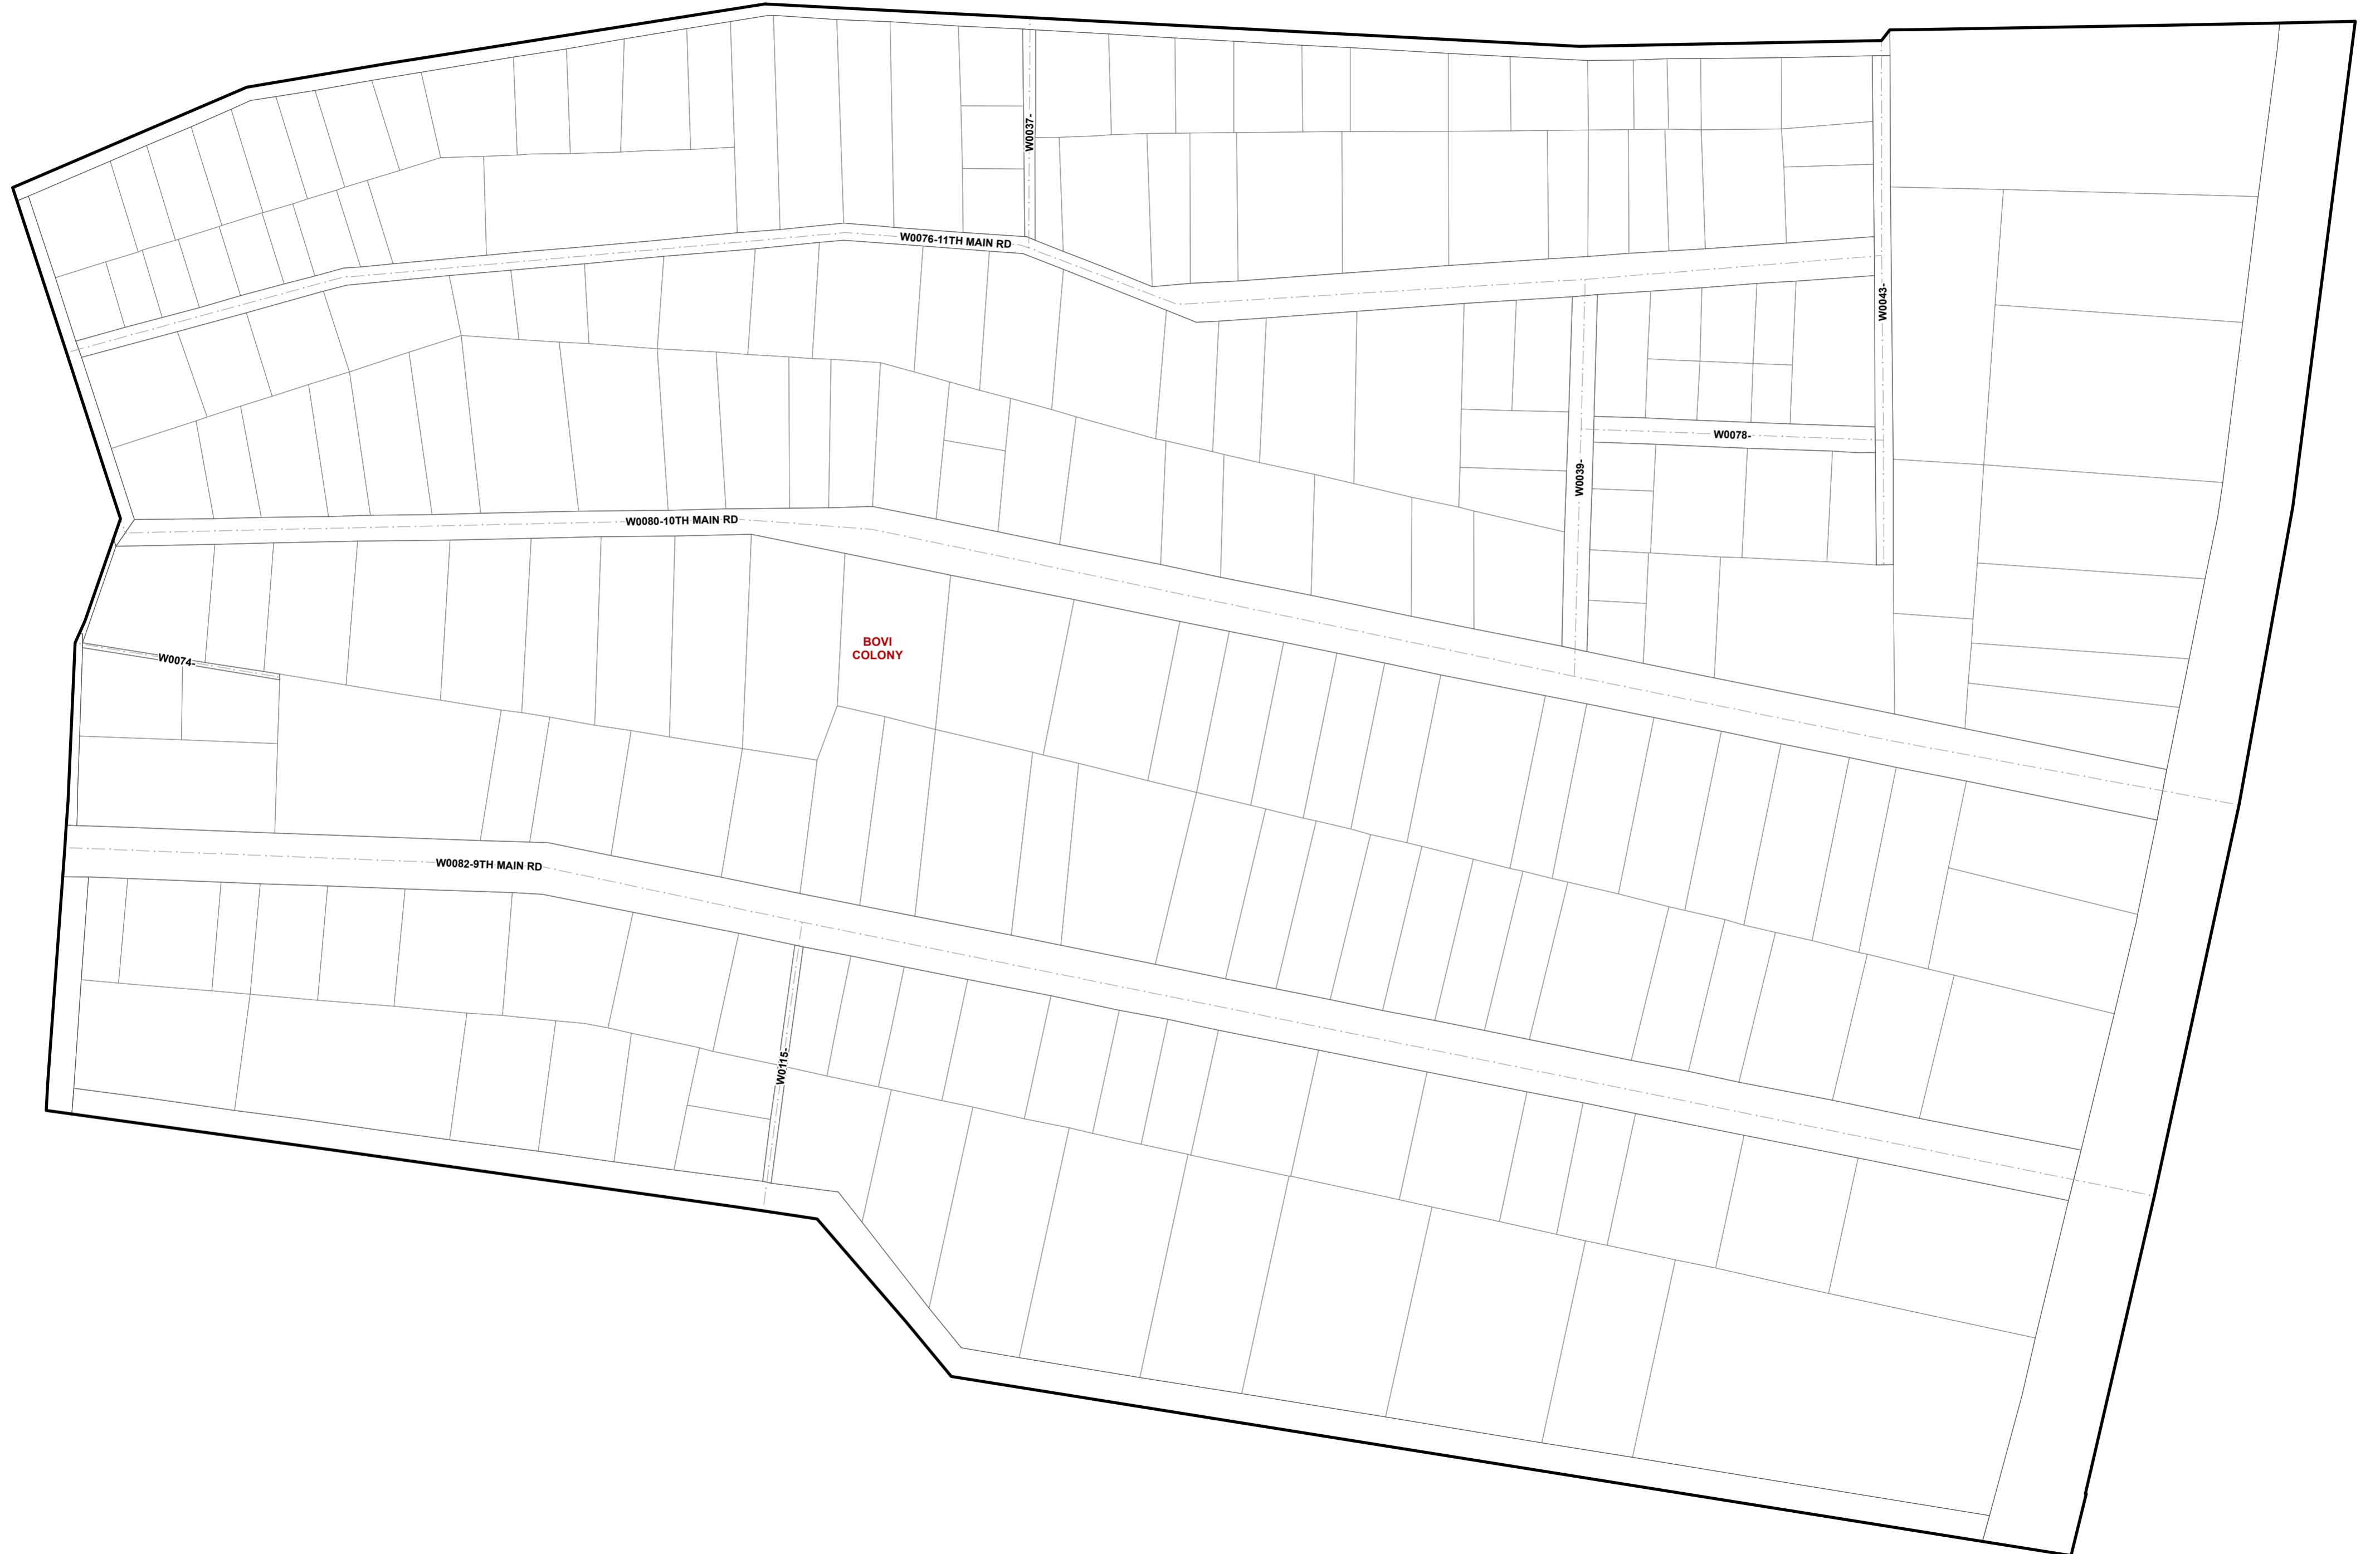 W0037-
W0076-11TH MAIN RD
W0043-
W0078-
W0039-
W0080-10TH MAIN RD
BOVI
COLONY
W0074-
W0082-9TH MAIN RD
W0115-